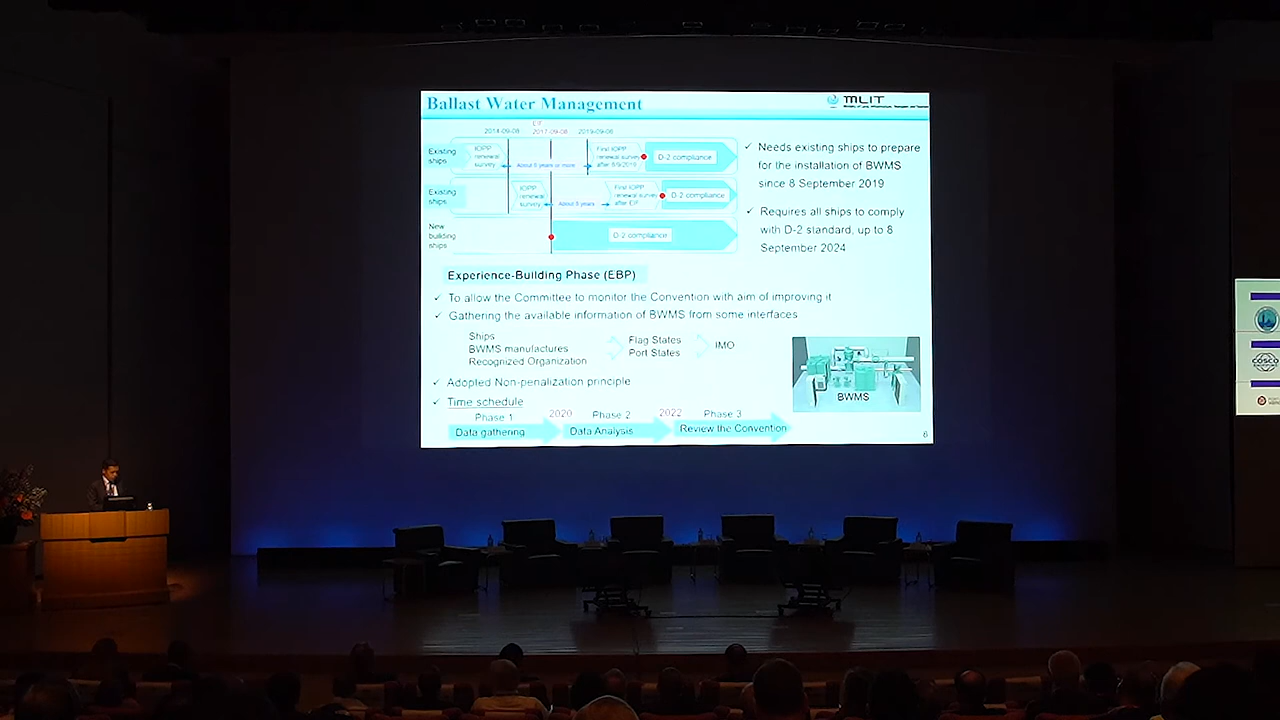 Ballast Water Management
MLIT
EIF
2014-09-08 2017-09-08 2019-09-08
Existing ships
IOPP renewal survey
About 5 years or more
First IOPP renewal survey after 8/9/2019
D-2 compliance
Existing ships
IOPP renewal survey
About 5 years
First IOPP renewal survey after EIF
D-2 compliance
New building ships
D-2 compliance
✓ Needs existing ships to prepare
for the installation of BWMS
since 8 September 2019
✓ Requires all ships to comply
with D-2 standard, up to 8
September 2024
Experience-Building Phase (EBP)
✓ To allow the Committee to monitor the Convention with aim of improving it
✓ Gathering the available information of BWMS from some interfaces
Ships
BWMS manufactures
Recognized Organization
Flag States
Port States
IMO
✓ Adopted Non-penalization principle
✓ Time schedule
Phase 1 2020 Phase 2 2022 Phase 3
Data gathering Data Analysis Review the Convention
BWMS
8
COSCO